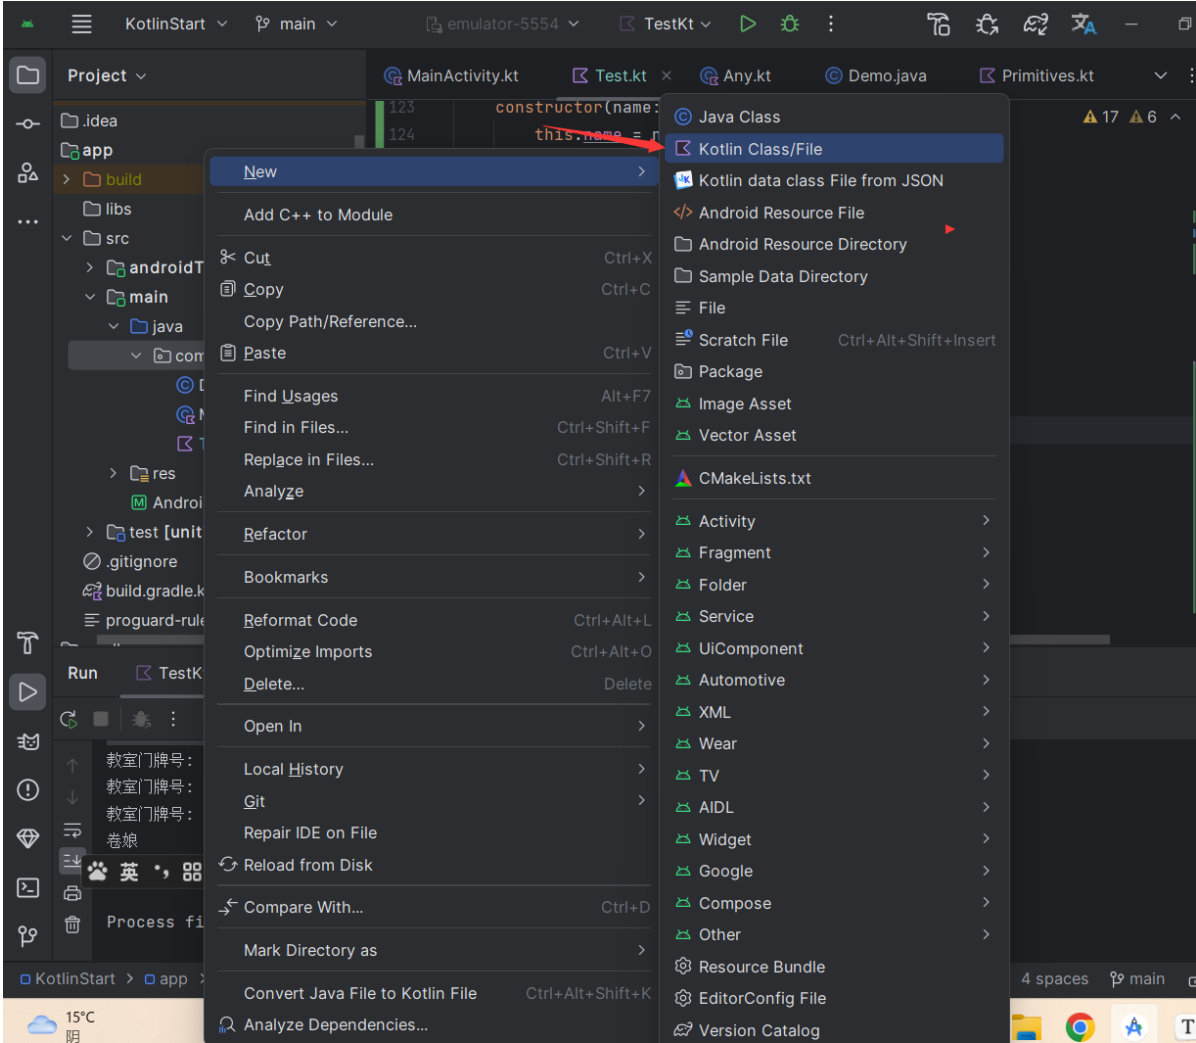 KotlinStart
main
emulator-5554
TestKt
Project
MainActivity.kt
Test.kt
Any.kt
Demo.java
Primitives.kt
.idea
app
build
libs
src
androidT
main
java
com
res
Androi
test [unit
.gitignore
build.gradle.k
proguard-rule
123
constructor(name:
124
this.name =
17
6
New
Add C++ to Module
Cut Ctrl+X
Copy Ctrl+C
Copy Path/Reference...
Paste Ctrl+V
Find Usages Alt+F7
Find in Files... Ctrl+Shift+F
Replace in Files... Ctrl+Shift+R
Analyze
Refactor
Bookmarks
Reformat Code Ctrl+Alt+L
Optimize Imports Ctrl+Alt+O
Delete... Delete
Open In
Local History
Git
Repair IDE on File
Reload from Disk
Compare With... Ctrl+D
Mark Directory as
Convert Java File to Kotlin File Ctrl+Alt+Shift+K
Analyze Dependencies...
Java Class
Kotlin Class/File
Kotlin data class File from JSON
Android Resource File
Android Resource Directory
Sample Data Directory
File
Scratch File Ctrl+Alt+Shift+Insert
Package
Image Asset
Vector Asset
CMakeLists.txt
Activity
Fragment
Folder
Service
UiComponent
Automotive
XML
Wear
TV
AIDL
Widget
Google
Compose
Other
Resource Bundle
EditorConfig File
Version Catalog
Run
TestK
教室门牌号:
教室门牌号:
教室门牌号:
卷娘
英
Process fi
KotlinStart
app
4 spaces
main
15°C
阴